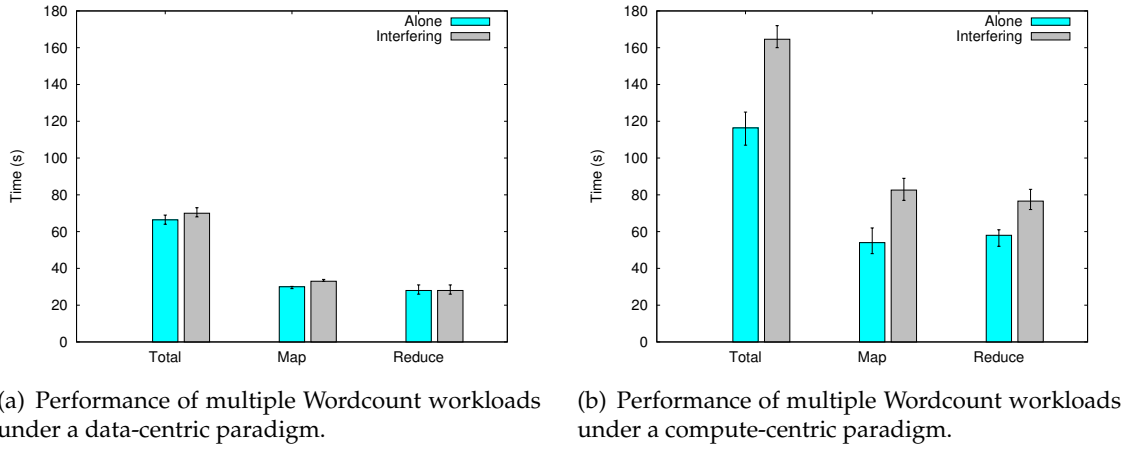 180
160
140
120
100
80
60
40
20
0
Time (s)
Alone
Interfering
Total Map Reduce
180
160
140
120
100
80
60
40
20
0
Time (s)
Alone
Interfering
Total Map Reduce
(a) Performance of multiple Wordcount workloads
under a data-centric paradigm.
(b) Performance of multiple Wordcount workloads
under a compute-centric paradigm.